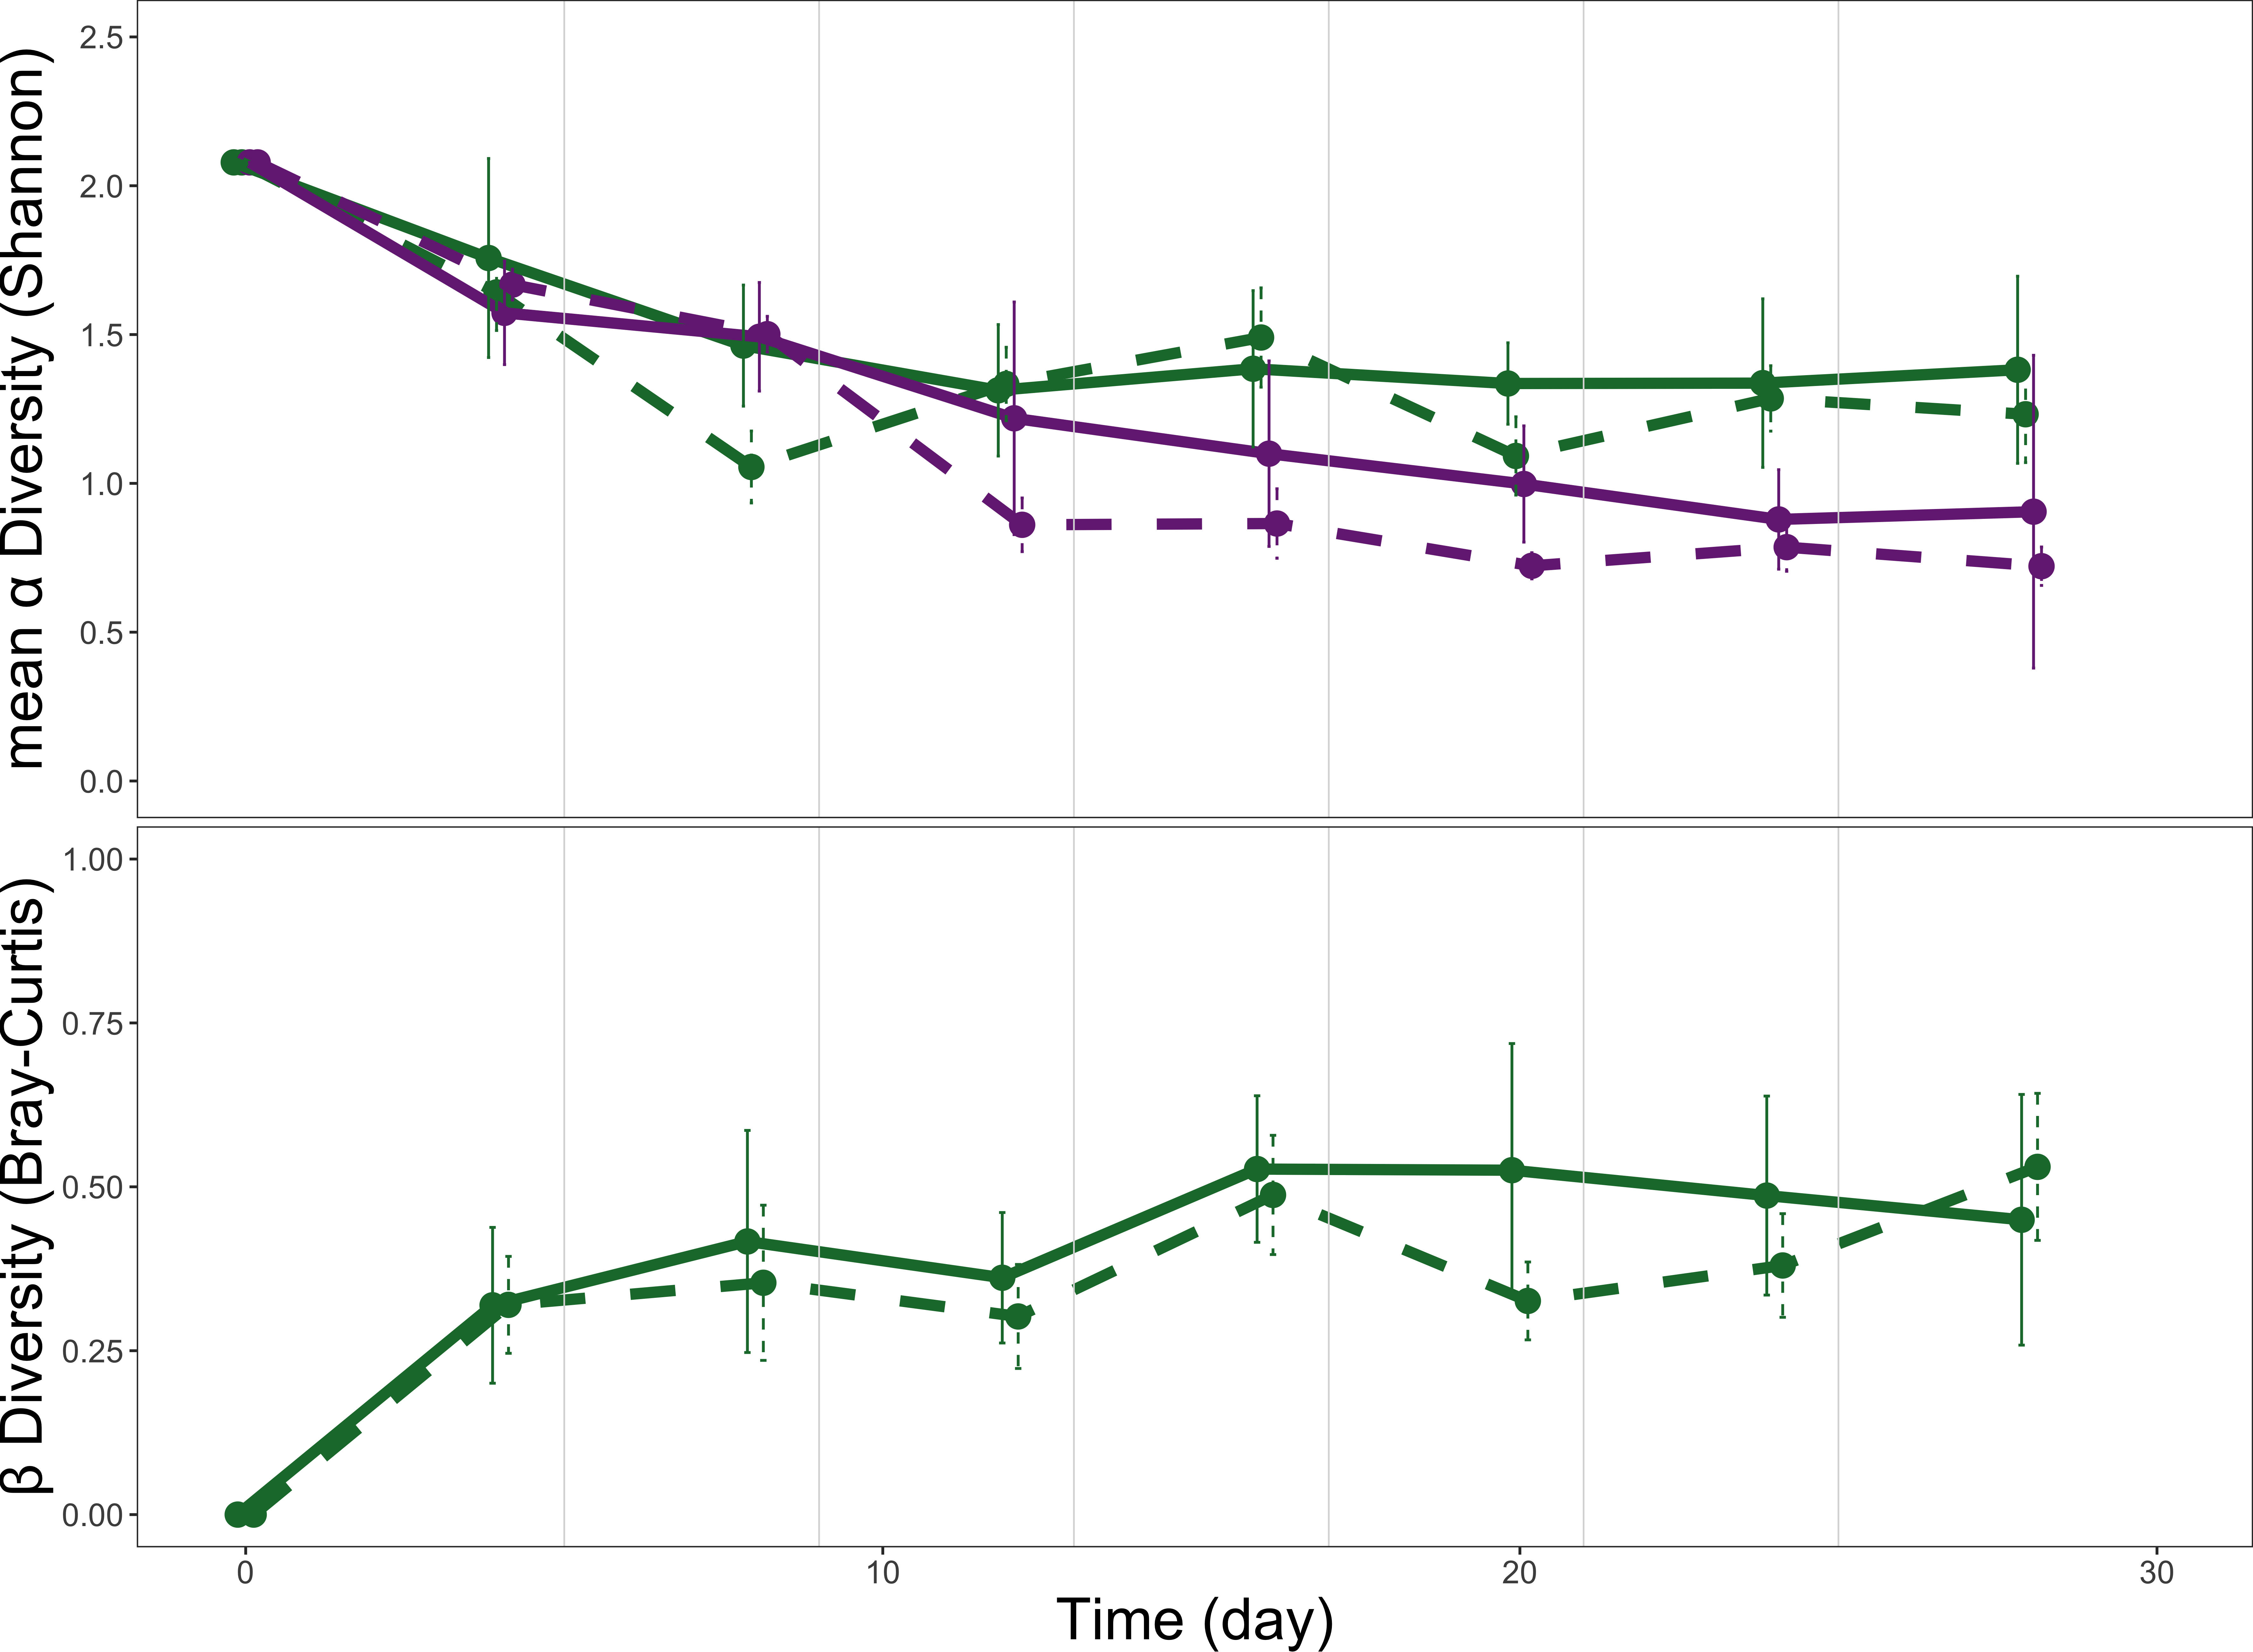 mean α Diversity (Shannon)
2.5
2.0
1.5
1.0
0.5
0.0
β Diversity (Bray-Curtis)
1.00
0.75
0.50
0.25
0.00
0 10 20 30
Time (day)